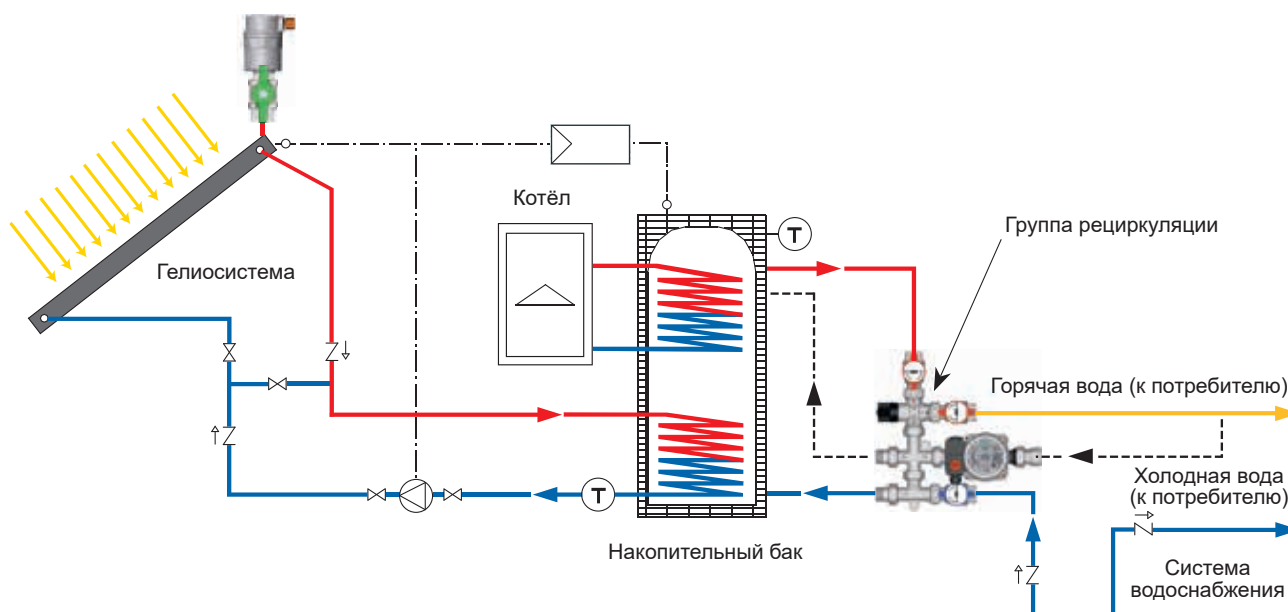 Котёл
Группа рециркуляции
Гелиосистема
T
Горячая вода (к потребителю)
Холодная вода
(к потребителю)
T
Накопительный бак
Система
водоснабжения